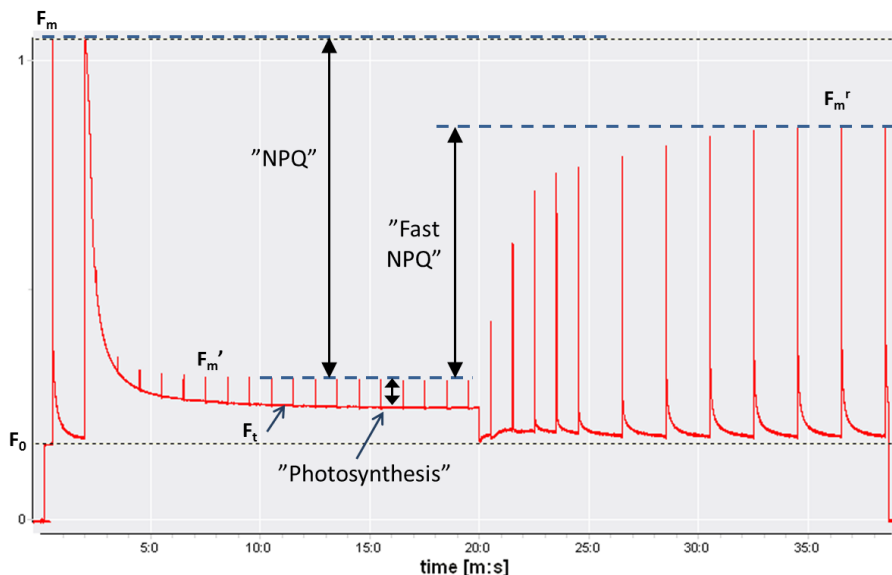 Fm
1
"NPQ"
Fmʳ
"Fast
NPQ"
Fm'
Ft
F0
"Photosynthesis"
0
5:0 10:0 15:0 20:0 25:0 30:0 35:0
time [m:s]